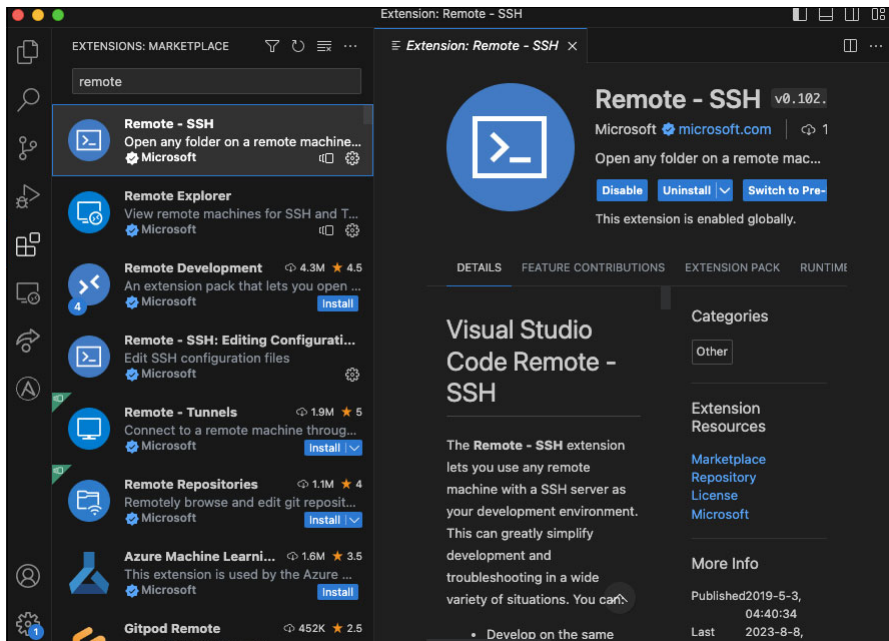 Extension: Remote - SSH
EXTENSIONS: MARKETPLACE
remote
Remote - SSH
Open any folder on a remote machine...
Microsoft
Remote Explorer
View remote machines for SSH and T...
Microsoft
Remote Development 4.3M ★ 4.5
An extension pack that lets you open ...
4
Microsoft
Install
Remote - SSH: Editing Configurati...
Edit SSH configuration files
Microsoft
Remote - Tunnels 1.9M ★ 5
Connect to a remote machine throug...
Microsoft
Install
Remote Repositories 1.1M ★ 4
Remotely browse and edit git reposit...
Microsoft
Install
Azure Machine Learni... 1.6M ★ 3.5
This extension is used by the Azure ...
Microsoft
Install
Gitpod Remote 452K ★ 2.5
1
Extension: Remote - SSH
Remote - SSH v0.102.
Microsoft microsoft.com 1
Open any folder on a remote mac...
Disable Uninstall Switch to Pre-
This extension is enabled globally.
DETAILS FEATURE CONTRIBUTIONS EXTENSION PACK RUNTIME
Visual Studio
Code Remote -
SSH
The Remote - SSH extension
lets you use any remote
machine with a SSH server as
your development environment.
This can greatly simplify
development and
troubleshooting in a wide
variety of situations. You can:
• Develop on the same
Categories
Other
Extension
Resources
Marketplace
Repository
License
Microsoft
More Info
Published 2019-5-3,
04:40:34
Last 2023-8-8,